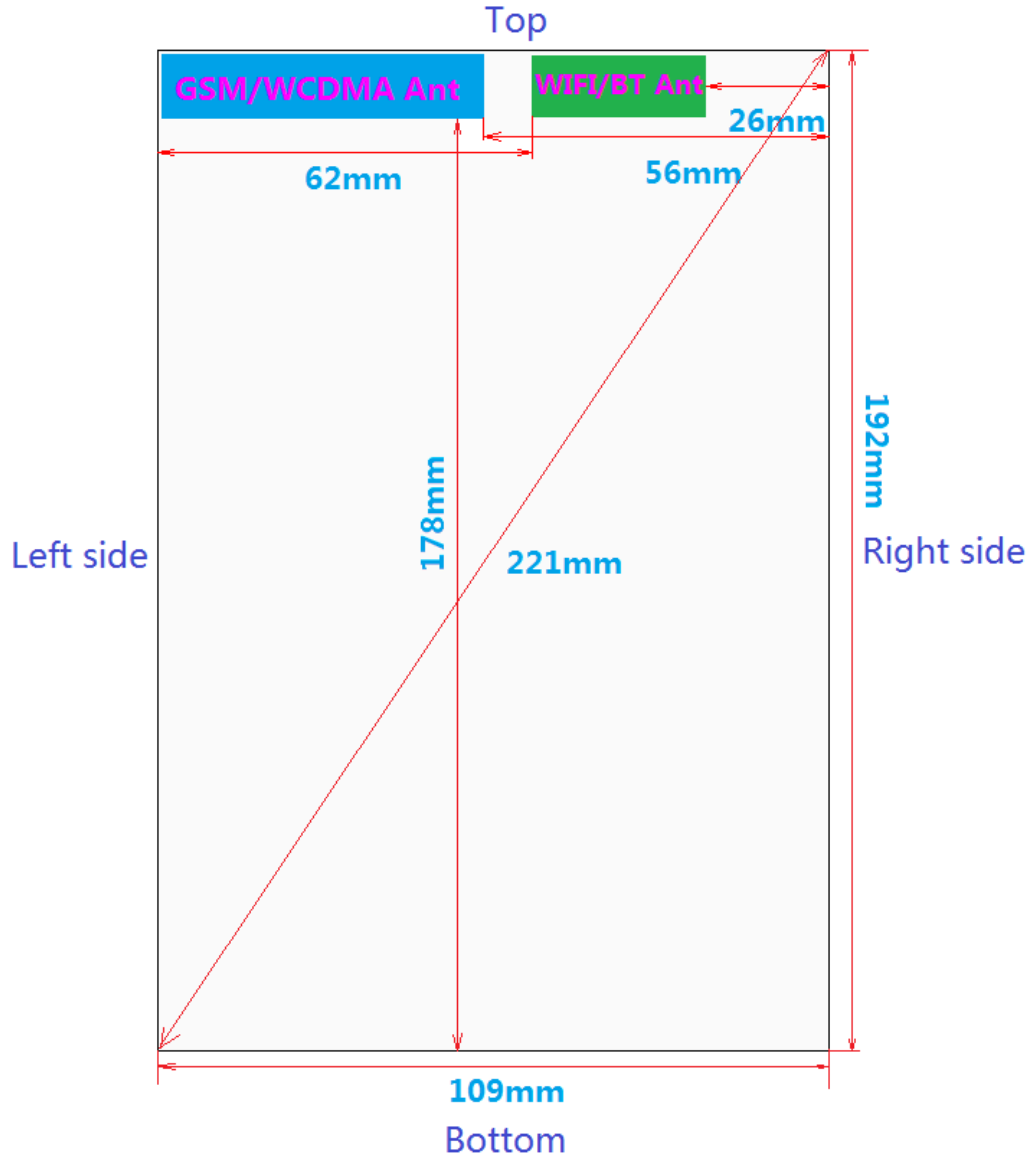 Top
GSM/WCDMA Ant
WIFI/BT Ant
26mm
62mm
56mm
192mm
178mm
Left side
221mm
Right side
109mm
Bottom